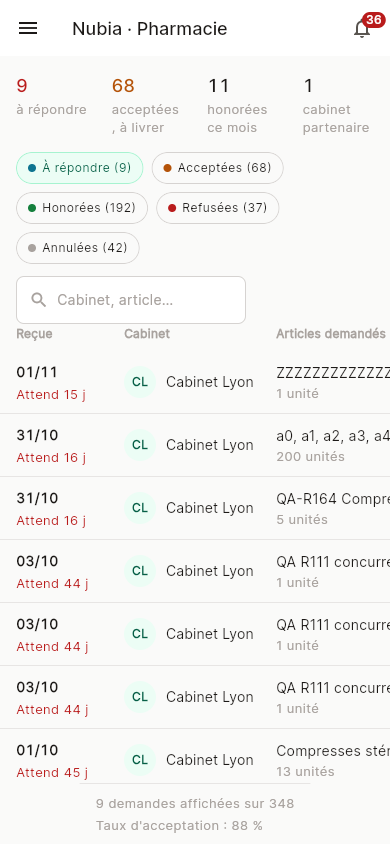 Nubia · Pharmacie
36
9
à répondre
68
acceptées
, à livrer
11
honorées
ce mois
1
cabinet
partenaire
À répondre (9)
Acceptées (68)
Honorées (192)
Refusées (37)
Annulées (42)
Cabinet, article...
Reçue Cabinet Articles demandés
01/11
Attend 15 j
CL Cabinet Lyon
ZZZZZZZZZZZZZ
1 unité
31/10
Attend 16 j
CL Cabinet Lyon
a0, a1, a2, a3, a4
200 unités
31/10
Attend 16 j
CL Cabinet Lyon
QA-R164 Compre
5 unités
03/10
Attend 44 j
CL Cabinet Lyon
QA R111 concurre
1 unité
03/10
Attend 44 j
CL Cabinet Lyon
QA R111 concurre
1 unité
03/10
Attend 44 j
CL Cabinet Lyon
QA R111 concurre
1 unité
01/10
Attend 45 j
CL Cabinet Lyon
Compresses stér
13 unités
9 demandes affichées sur 348
Taux d'acceptation : 88 %